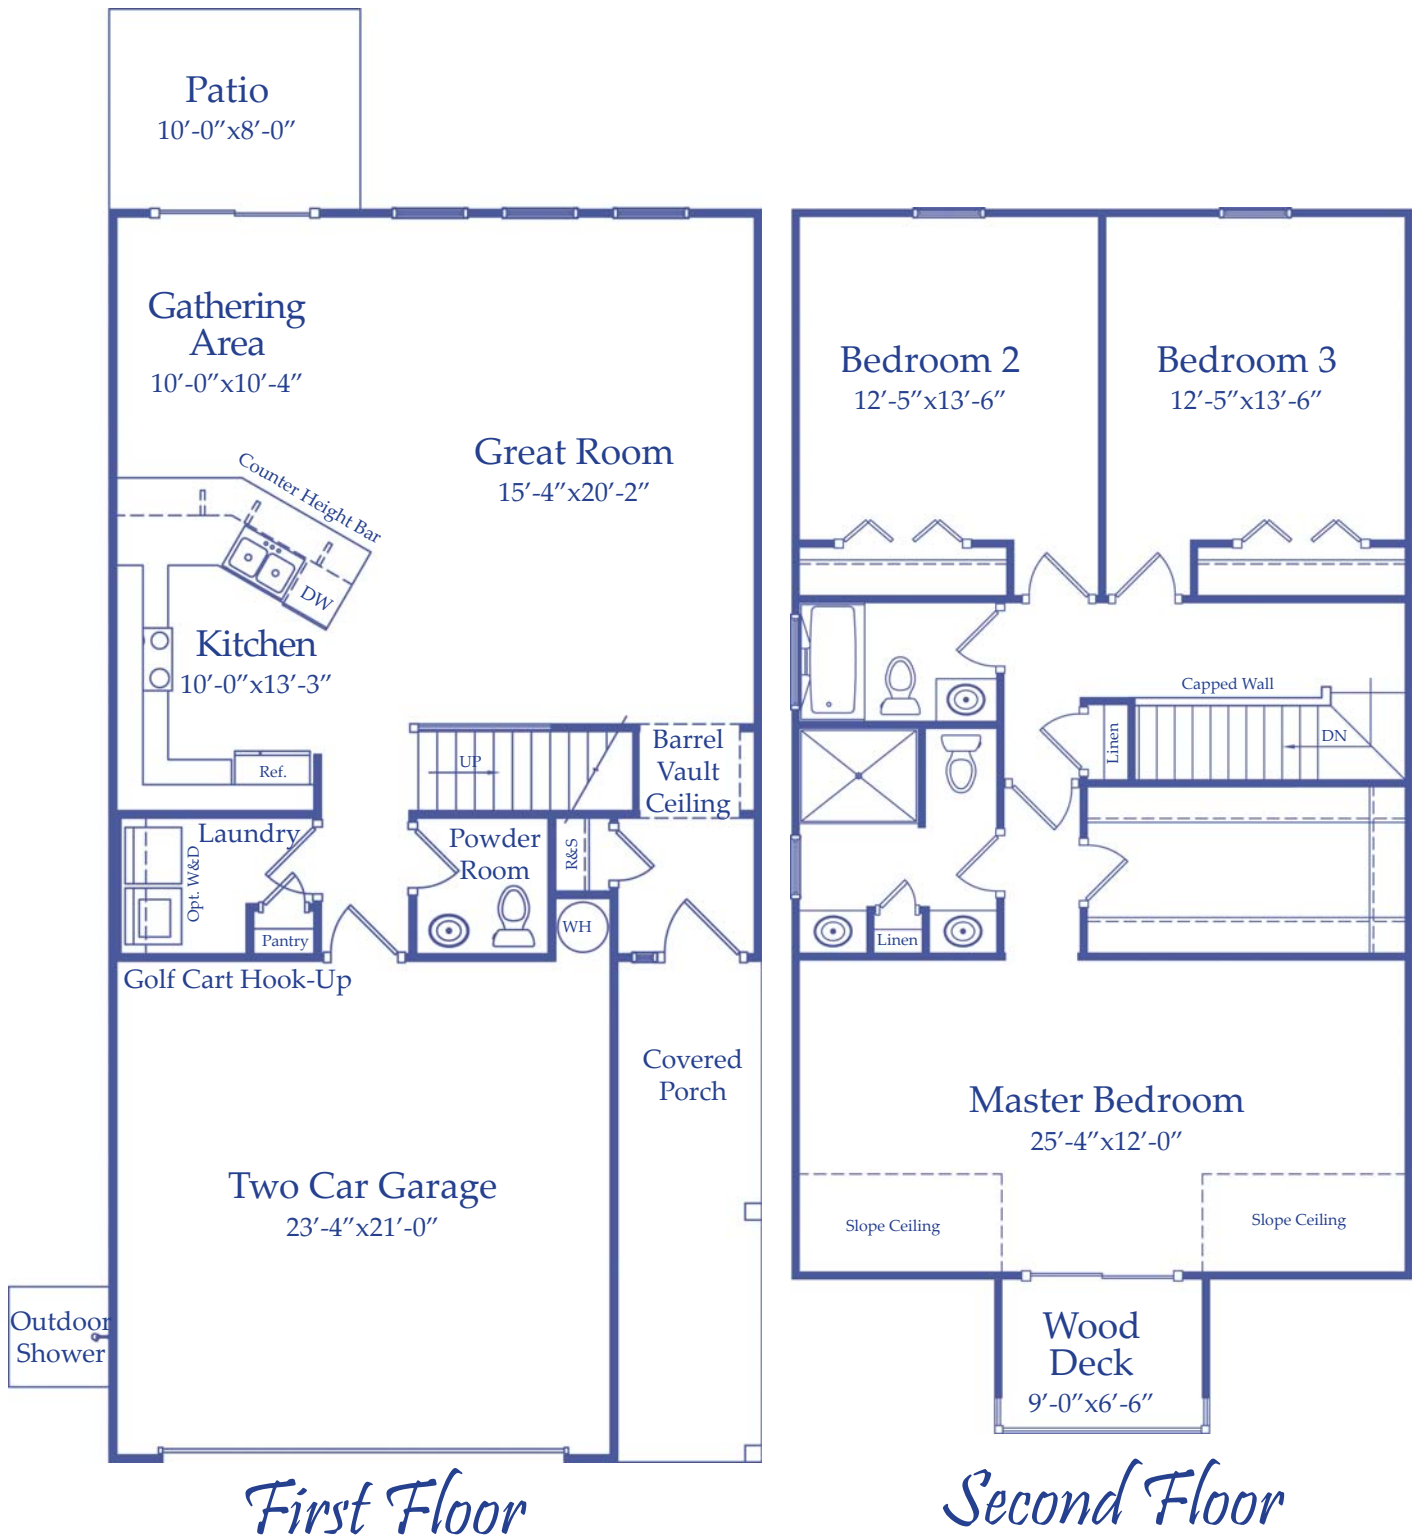 Patio
10′-0″x8′-0″
Gathering
Area
10′-0″x10′-4″
Great Room
15′-4″x20′-2″
Counter Height Bar
DW
Kitchen
10′-0″x13′-3″
Ref.
UP
Barrel
Vault
Ceiling
Laundry
Opt. W&D
Pantry
Powder
Room
R&S
WH
Golf Cart Hook-Up
Covered
Porch
Two Car Garage
23′-4″x21′-0″
Outdoor
Shower
First Floor
Bedroom 2
12′-5″x13′-6″
Bedroom 3
12′-5″x13′-6″
Capped Wall
Linen
DN
Linen
Master Bedroom
25′-4″x12′-0″
Slope Ceiling
Slope Ceiling
Wood
Deck
9′-0″x6′-6″
Second Floor